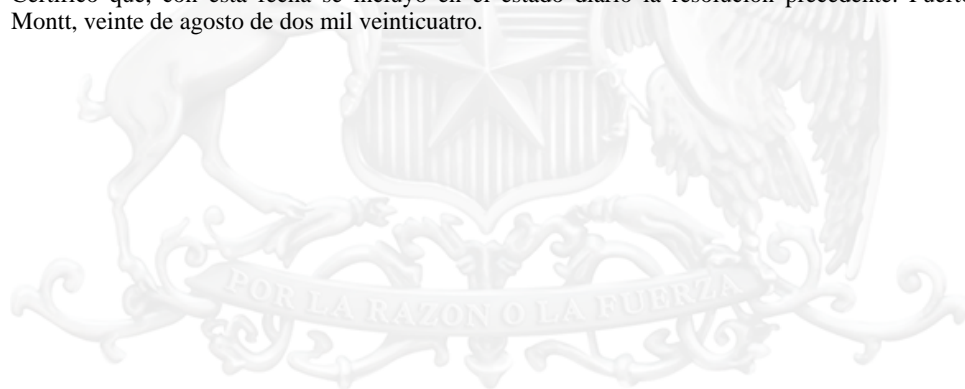 Certifico que, con esta fecha se incluyó en el estado diario la resolución precedente. Puerto
Montt, veinte de agosto de dos mil veinticuatro.
POR LA RAZON O LA FUERZA